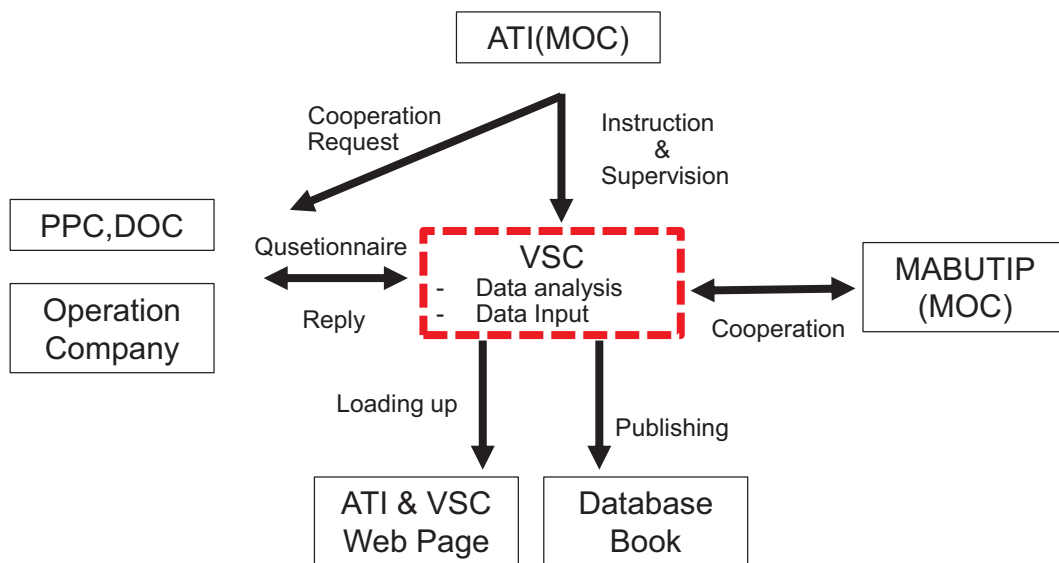 ATI(MOC)
Cooperation
Request
Instruction
&
Supervision
PPC,DOC
Operation
Company
Qusetionnaire
Reply
VSC
- Data analysis
- Data Input
Cooperation
MABUTIP
(MOC)
Loading up
Publishing
ATI & VSC
Web Page
Database
Book